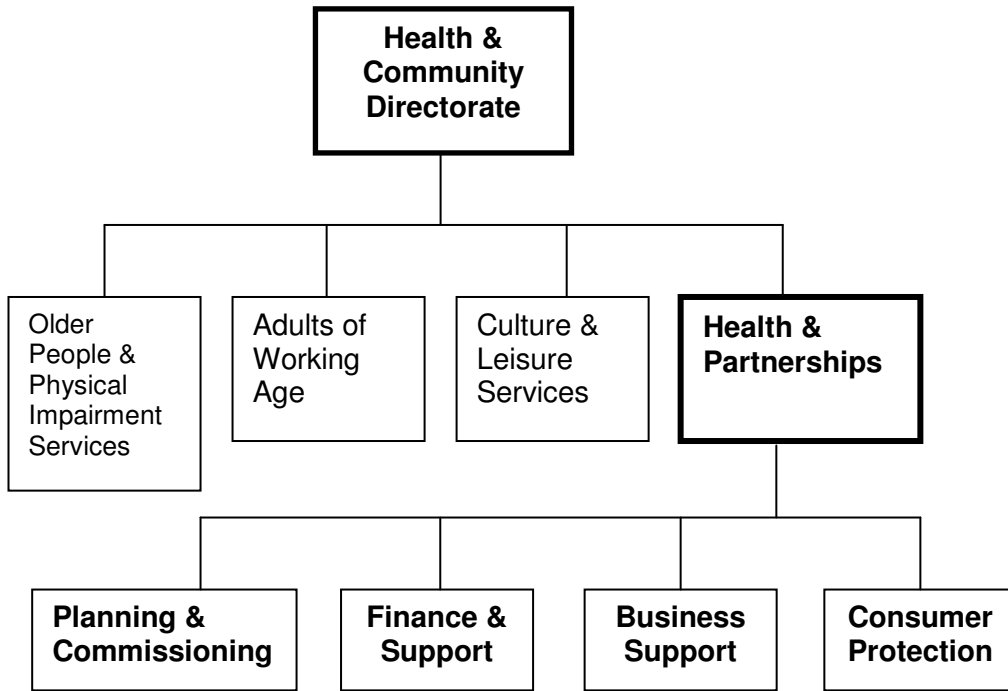 Health &
Community
Directorate
Older
People &
Physical
Impairment
Services
Adults of
Working
Age
Culture &
Leisure
Services
Health &
Partnerships
Planning &
Commissioning
Finance &
Support
Business
Support
Consumer
Protection